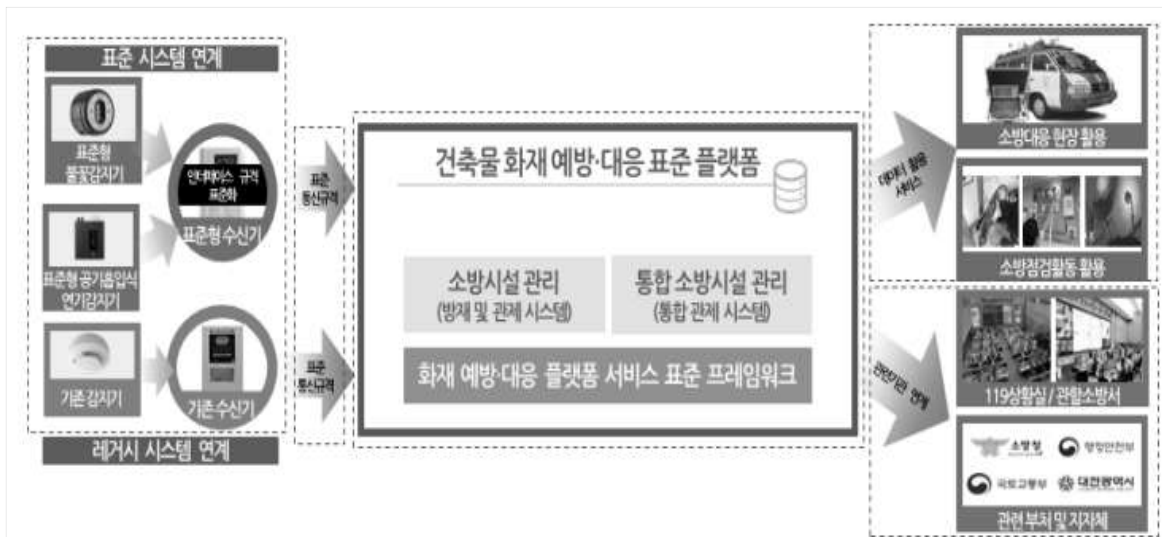 표준 시스템 연계
표준형
불꽃감지기
인터페이스 규격
표준화
표준형 수신기
표준형 공기흡입식
연기감지기
기존 감지기
기존 수신기
레거시 시스템 연계
표준
통신규격
표준
통신규격
건축물 화재 예방·대응 표준 플랫폼
소방시설 관리
(방재 및 관제 시스템)
통합 소방시설 관리
(통합 관제 시스템)
화재 예방·대응 플랫폼 서비스 표준 프레임워크
데이터 활용
서비스
관련기관 연계
소방대응 현장 활용
소방점검활동 활용
119상황실 / 관할소방서
소방청
행정안전부
국토교통부
대전광역시
관련 부처 및 지자체